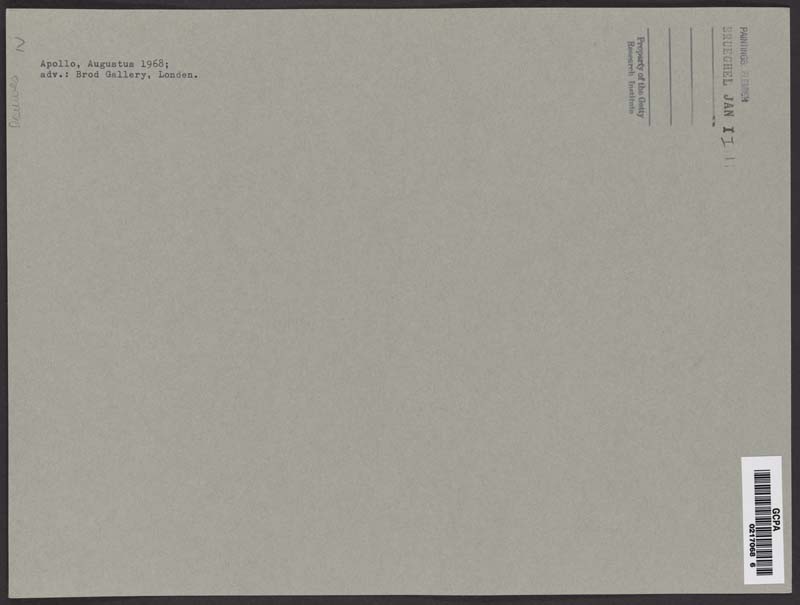 Apollo, Augustus 1968;
adv.: Brod Gallery, Londen.
Property of the Getty
Research Institute
PAINTINGS FLEMISH
BRUEGHEL JAN II
GCPA
0217068 6